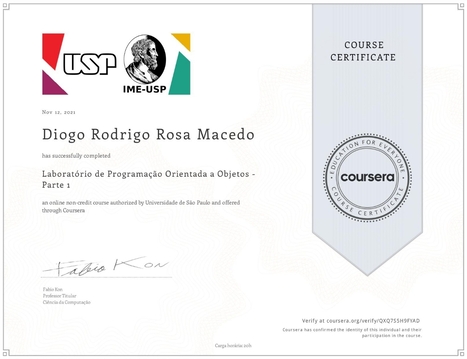 USP
IME-USP
COURSE
CERTIFICATE
Nov 12, 2021
Diogo Rodrigo Rosa Macedo
has successfully completed
Laboratório de Programação Orientada a Objetos -
Parte 1
an online non-credit course authorized by Universidade de São Paulo and offered
through Coursera
EDUCATION FOR EVERYONE
coursera
COURSE CERTIFICATE
Fabio Kon
Fabio Kon
Professor Titular
Ciência da Computação
Verify at coursera.org/verify/QXQ7S5H9FYAD
Coursera has confirmed the identity of this individual and their
participation in the course.
Carga horária: